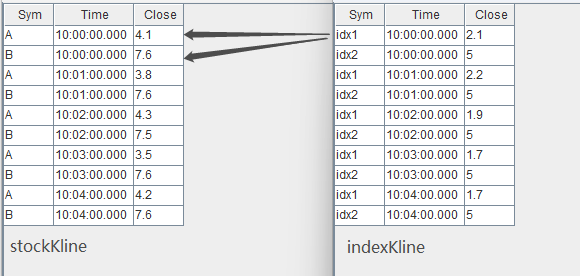 Sym Time Close
A 10:00:00.000 4.1
B 10:00:00.000 7.6
A 10:01:00.000 3.8
B 10:01:00.000 7.6
A 10:02:00.000 4.3
B 10:02:00.000 7.5
A 10:03:00.000 3.5
B 10:03:00.000 7.6
A 10:04:00.000 4.2
B 10:04:00.000 7.6
stockKline
Sym Time Close
idx1 10:00:00.000 2.1
idx2 10:00:00.000 5
idx1 10:01:00.000 2.2
idx2 10:01:00.000 5
idx1 10:02:00.000 1.9
idx2 10:02:00.000 5
idx1 10:03:00.000 1.7
idx2 10:03:00.000 5
idx1 10:04:00.000 1.7
idx2 10:04:00.000 5
indexKline